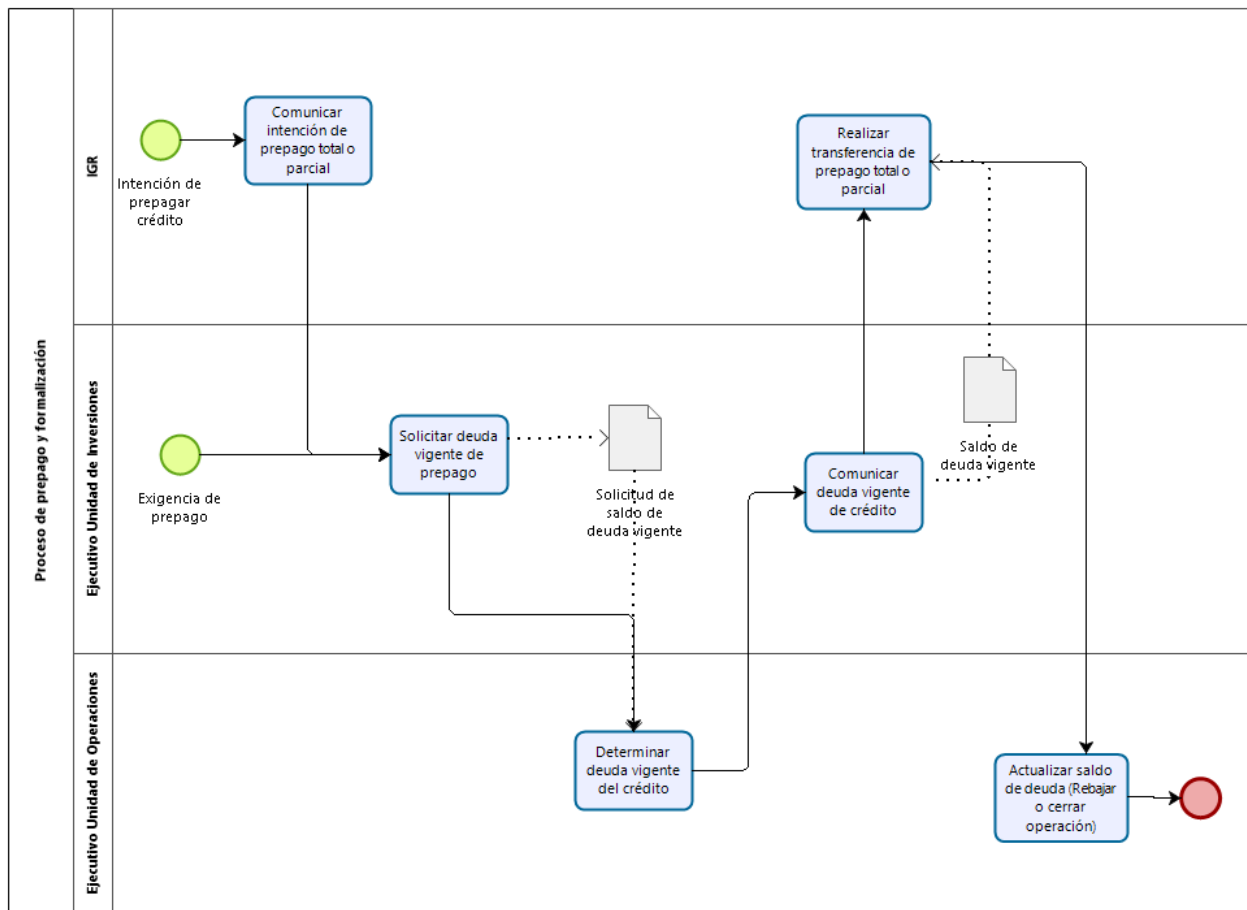 Proceso de prepago y formalización
IGR
Intención de
prepagar
crédito
Comunicar
intención de
prepago total o
parcial
Realizar
transferencia de
prepago total o
parcial
Ejecutivo Unidad de Inversiones
Exigencia de
prepago
Solicitar deuda
vigente de
prepago
Solicitud de
saldo de
deuda vigente
Comunicar
deuda vigente
de crédito
Saldo de
deuda vigente
Ejecutivo Unidad de Operaciones
Determinar
deuda vigente
del crédito
Actualizar saldo
de deuda (Rebajar
o cerrar
operación)